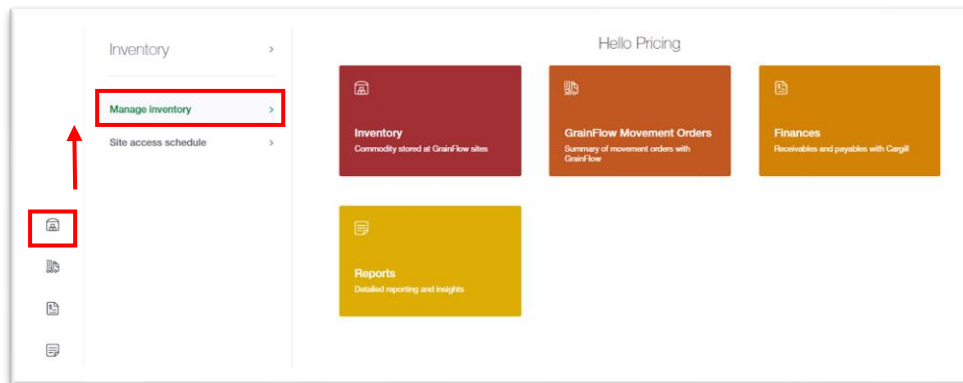 Inventory
Manage inventory
Site access schedule
Hello Pricing
Inventory
Commodity stored at GrainFlow sites
GrainFlow Movement Orders
Summary of movement orders with
GrainFlow
Finances
Receivables and payables with Cargill
Reports
Detailed reporting and insights